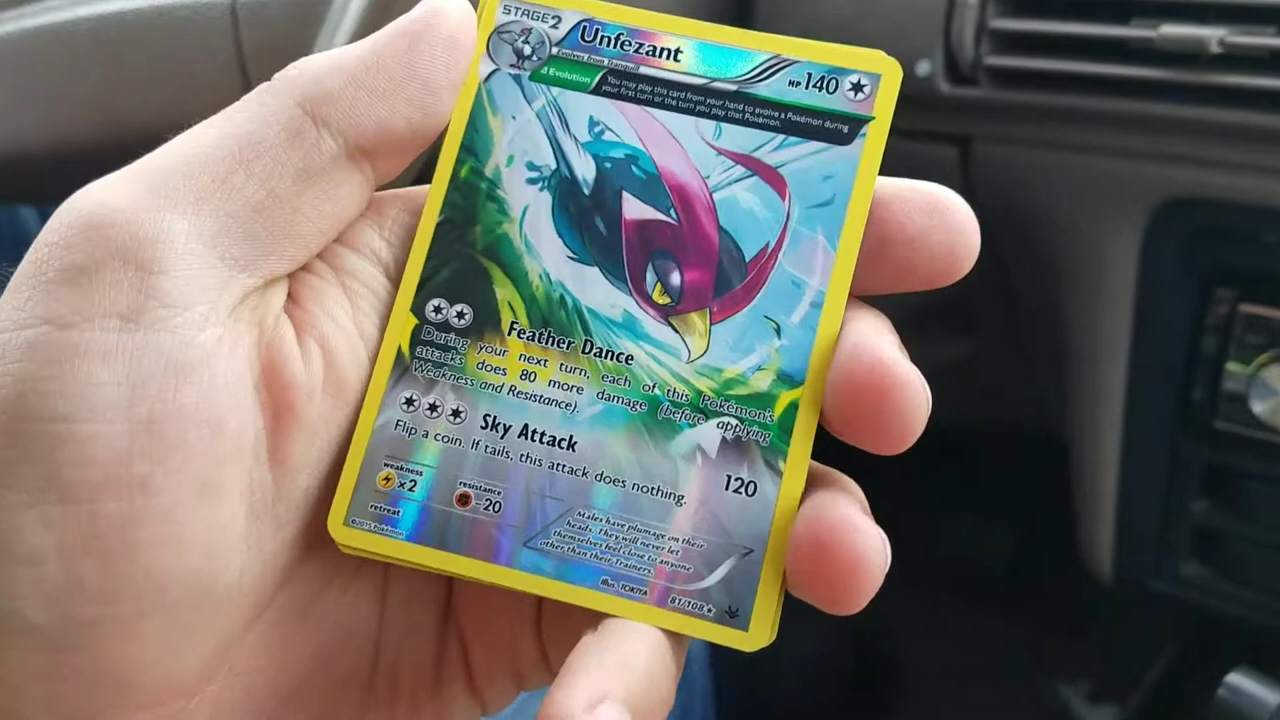 STAGE2
Unfezant
HP140
Evolves from Tranquill
Δ Evolution
You may play this card from your hand to evolve a Pokémon during
your first turn or the turn you play that Pokémon.
Feather Dance
During your next turn, each of this Pokémon's
attacks does 80 more damage (before applying
Weakness and Resistance).
Sky Attack
120
Flip a coin. If tails, this attack does nothing.
weakness
×2
resistance
-20
retreat
Males have plumage on their
heads. They will never let
themselves feel close to anyone
other than their Trainers.
©2015 Pokémon
Illus. TOKIYA
81/108★